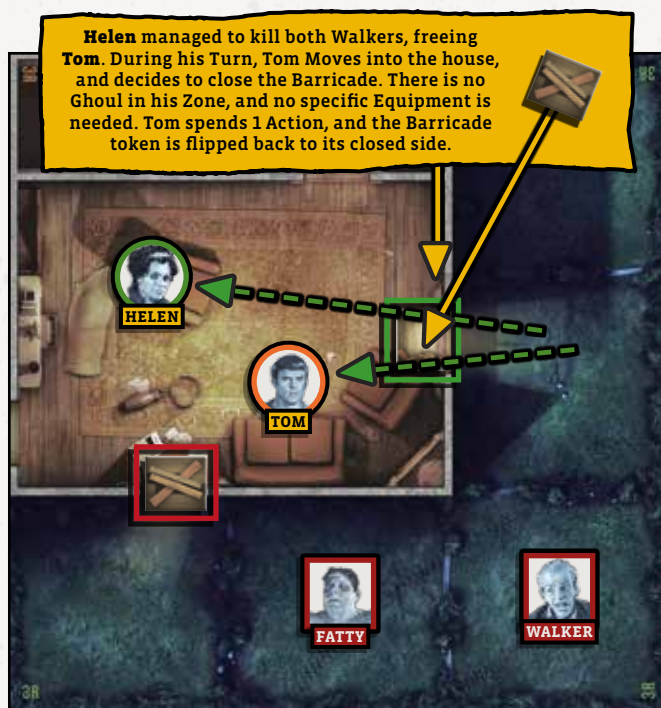 Helen managed to kill both Walkers, freeing
Tom. During his Turn, Tom Moves into the house,
and decides to close the Barricade. There is no
Ghoul in his Zone, and no specific Equipment is
needed. Tom spends 1 Action, and the Barricade
token is flipped back to its closed side.
HELEN
TOM
FATTY
WALKER
3R